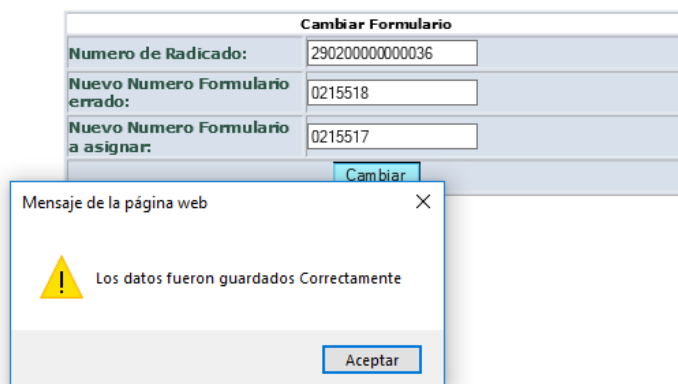 Cambiar Formulario
Numero de Radicado:
290200000000036
Nuevo Numero Formulario
errado:
0215518
Nuevo Numero Formulario
a asignar:
0215517
Cambiar
Mensaje de la página web
Los datos fueron guardados Correctamente
Aceptar